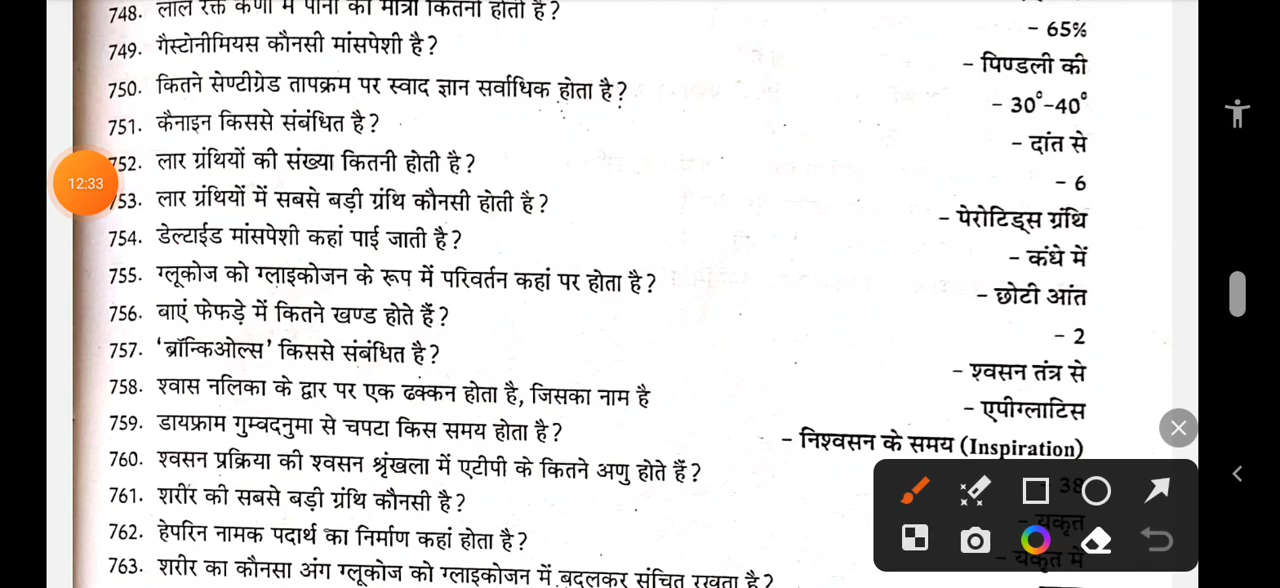 748. लाल रक्त कणों में पानी की मात्रा कितनी होती है?
- 65%
749. गैस्टोनीमियस कौनसी मांसपेशी है?
- पिण्डली की
750. कितने सेण्टीग्रेड तापक्रम पर स्वाद ज्ञान सर्वाधिक होता है?
- 30°-40°
751. कैनाइन किससे संबंधित है?
- दांत से
752. लार ग्रंथियों की संख्या कितनी होती है?
- 6
12:33
753. लार ग्रंथियों में सबसे बड़ी ग्रंथि कौनसी होती है?
- पेरोटिड्स ग्रंथि
754. डेल्टाईड मांसपेशी कहां पाई जाती है?
- कंधे में
755. ग्लूकोज को ग्लाइकोजन के रूप में परिवर्तन कहां पर होता है?
- छोटी आंत
756. बाएं फेफड़े में कितने खण्ड होते हैं?
- 2
757. 'ब्रॉन्किओल्स' किससे संबंधित है?
- श्वसन तंत्र से
758. श्वास नलिका के द्वार पर एक ढक्कन होता है, जिसका नाम है
- एपीग्लाटिस
759. डायफ्राम गुम्वदनुमा से चपटा किस समय होता है?
- निश्वसन के समय (Inspiration)
760. श्वसन प्रक्रिया की श्वसन श्रृंखला में एटीपी के कितने अणु होते हैं?
- 38
761. शरीर की सबसे बड़ी ग्रंथि कौनसी है?
- यकृत
762. हेपरिन नामक पदार्थ का निर्माण कहां होता है?
- यकृत में
763. शरीर का कौनसा अंग ग्लूकोज को ग्लाइकोजन में बदलकर संचित रखता है?